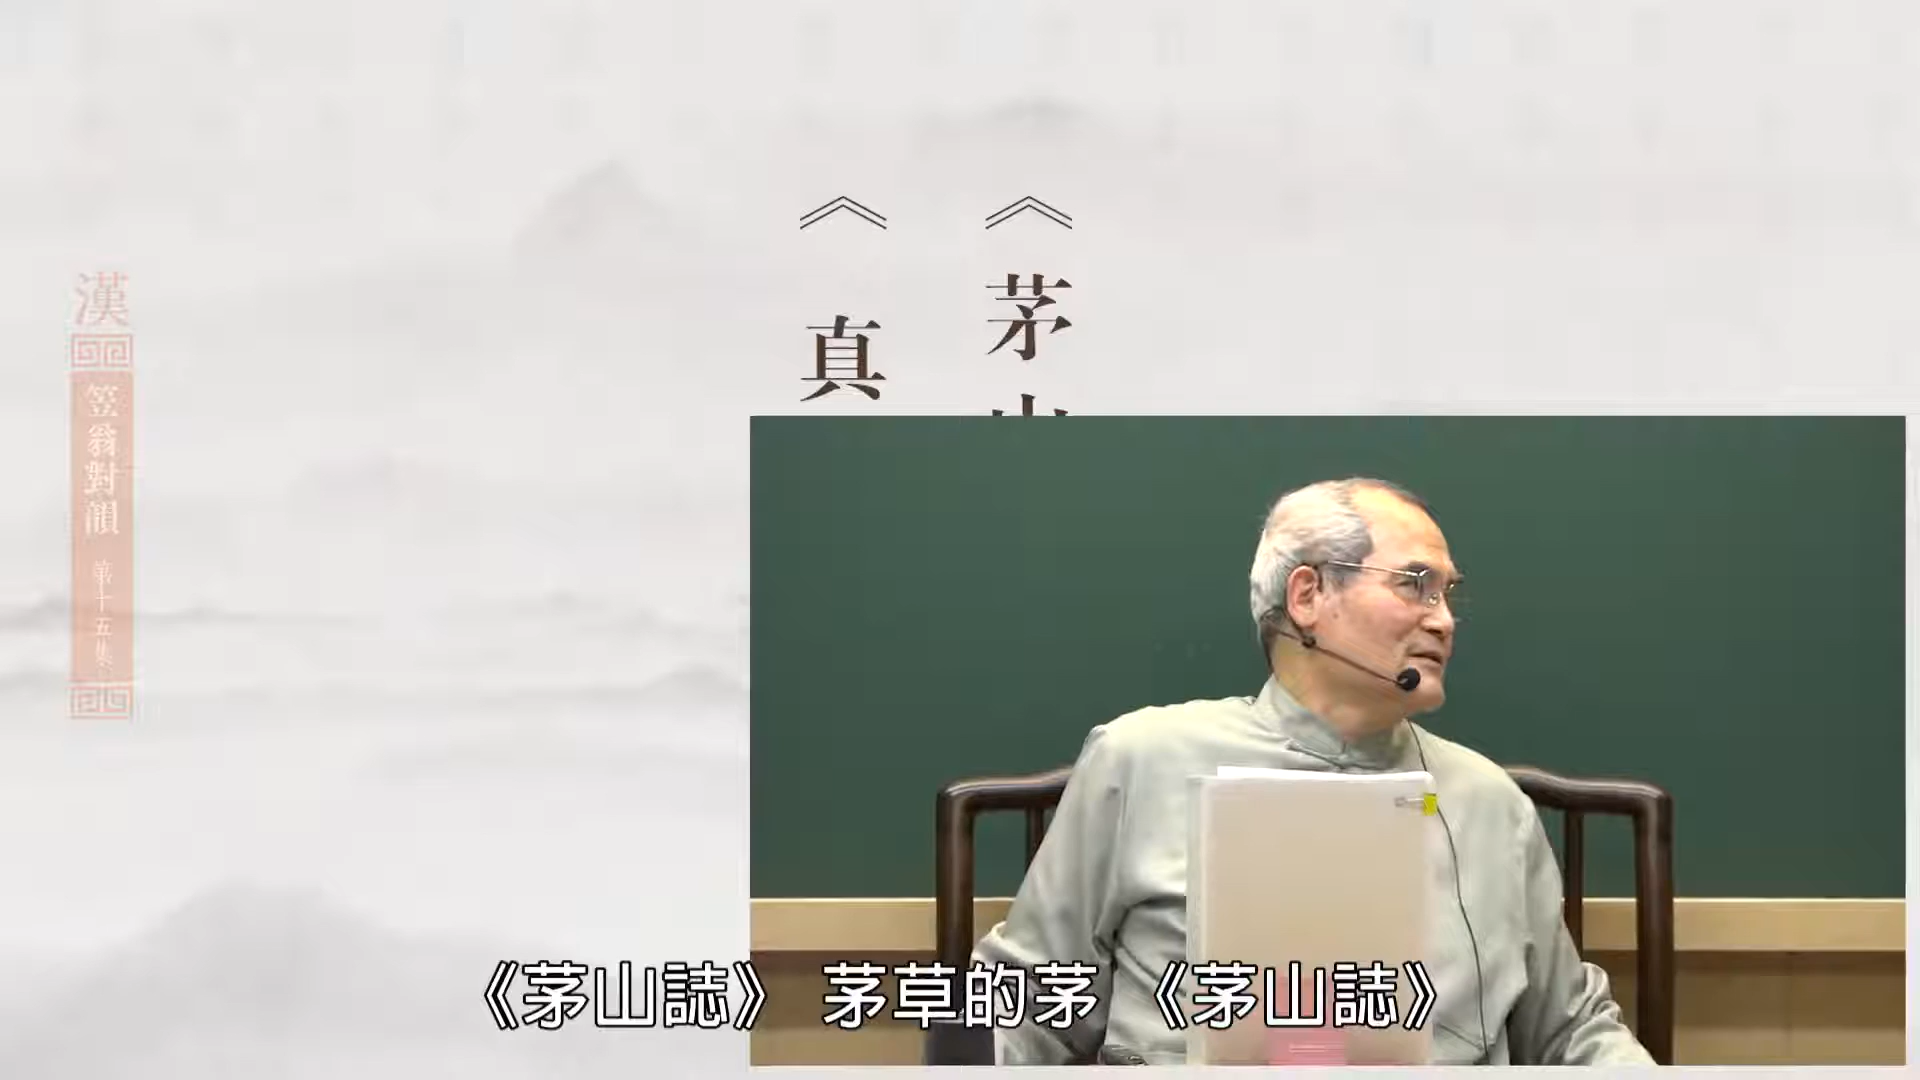 《茅山
《真
漢
笠翁對韻 第十五集
《茅山誌》 茅草的茅 《茅山誌》